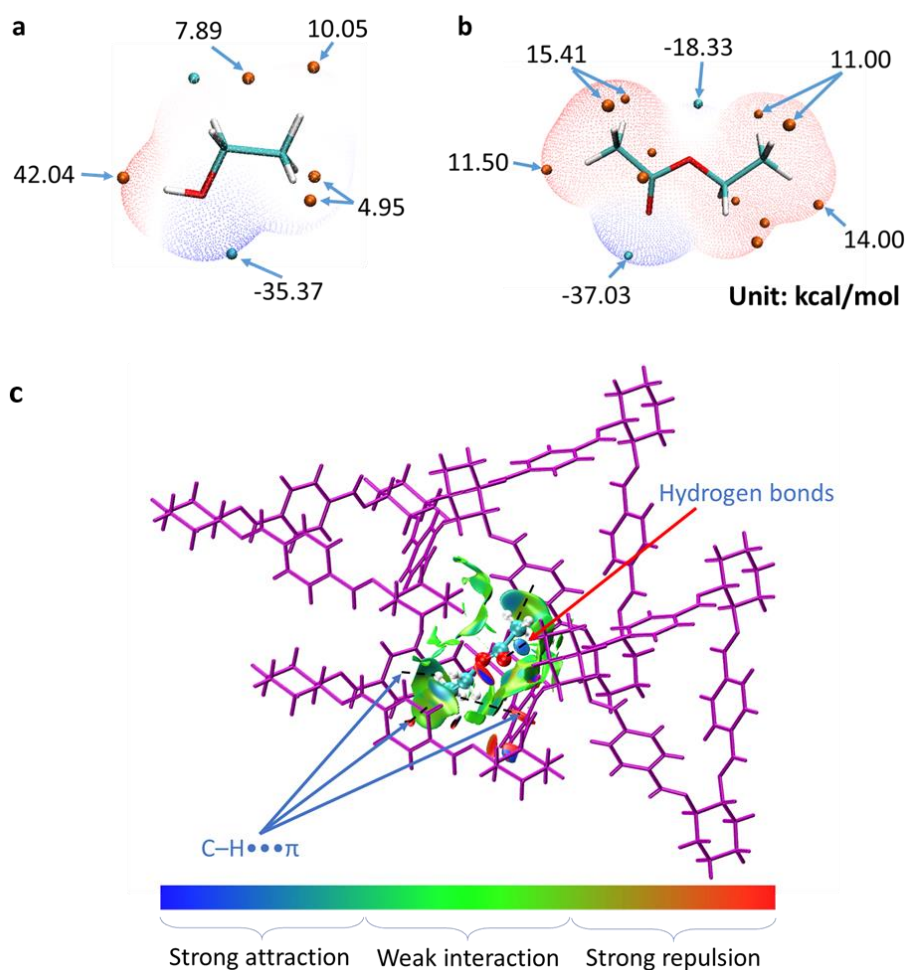 a
7.89
10.05
42.04
4.95
-35.37
b
15.41
-18.33
11.00
11.50
14.00
-37.03
Unit: kcal/mol
c
Hydrogen bonds
C–H•••π
Strong attraction
Weak interaction
Strong repulsion